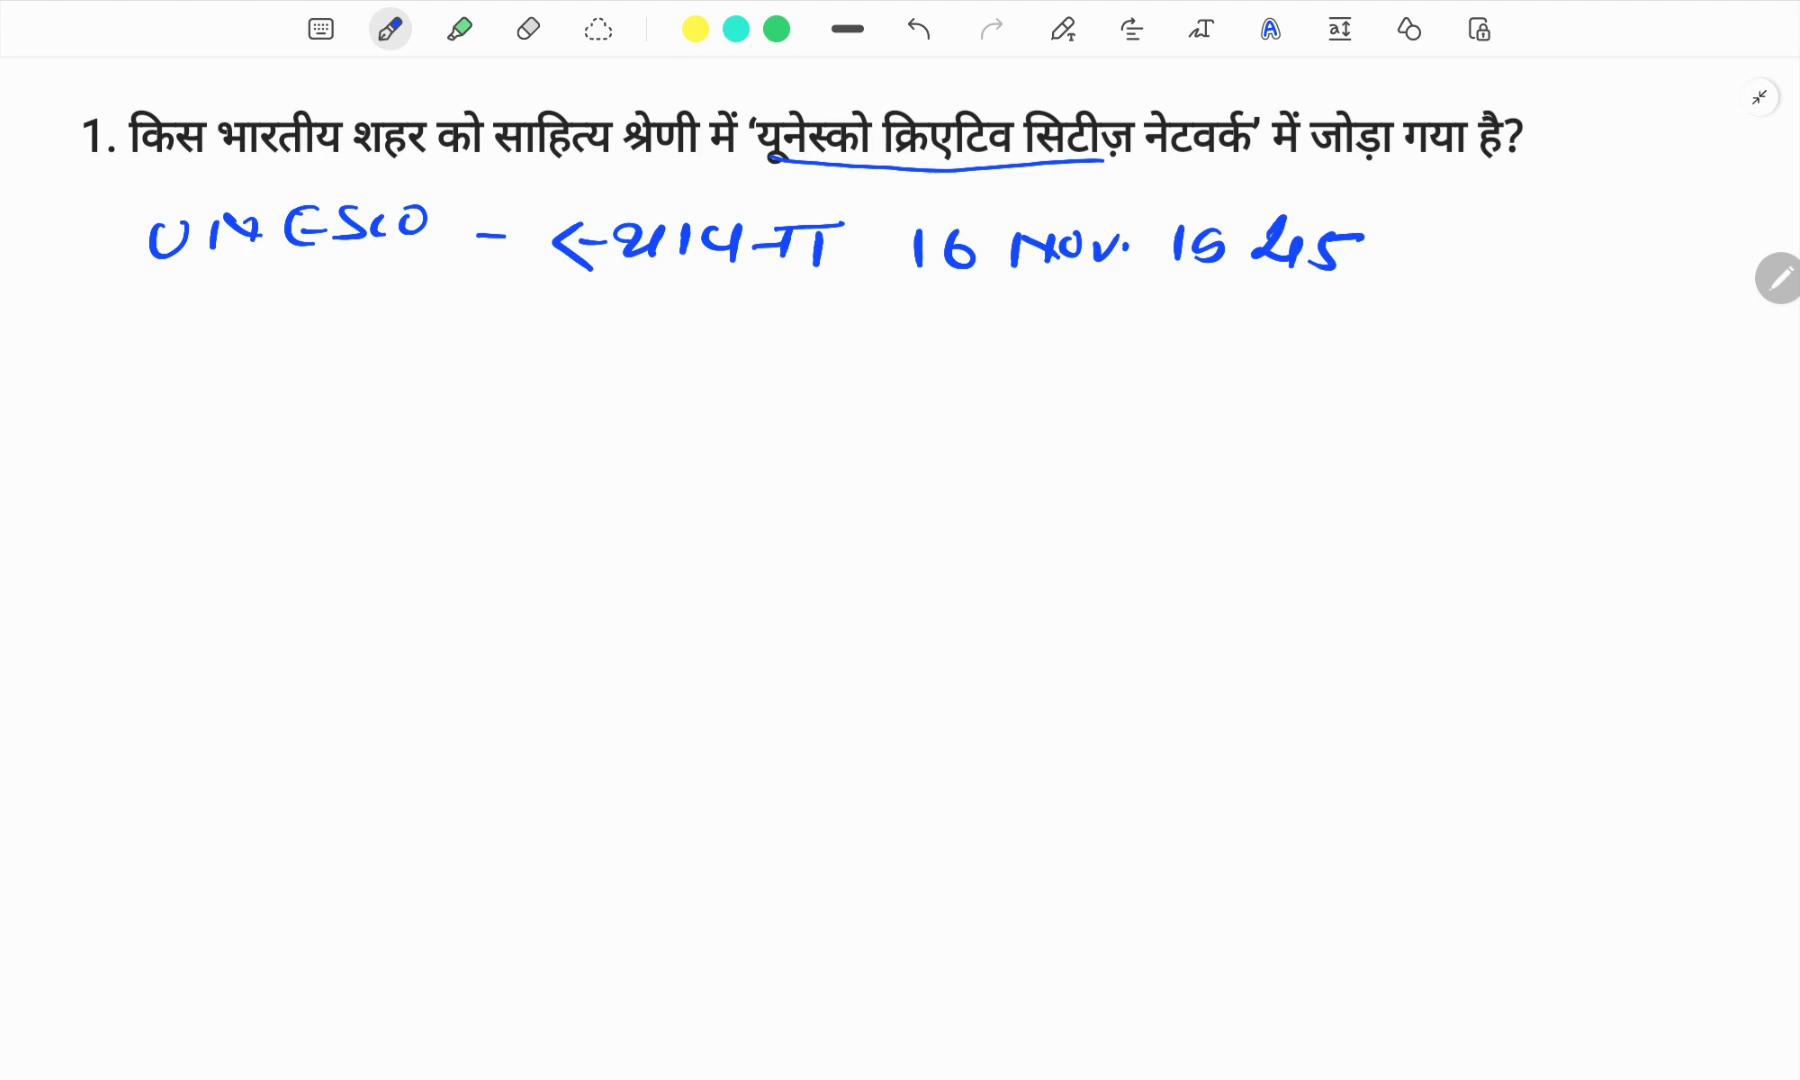 1. किस भारतीय शहर को साहित्य श्रेणी में ‘यूनेस्को क्रिएटिव सिटीज़ नेटवर्क’ में जोड़ा गया है?
UNESCO - स्थापना 16 Nov. 1945